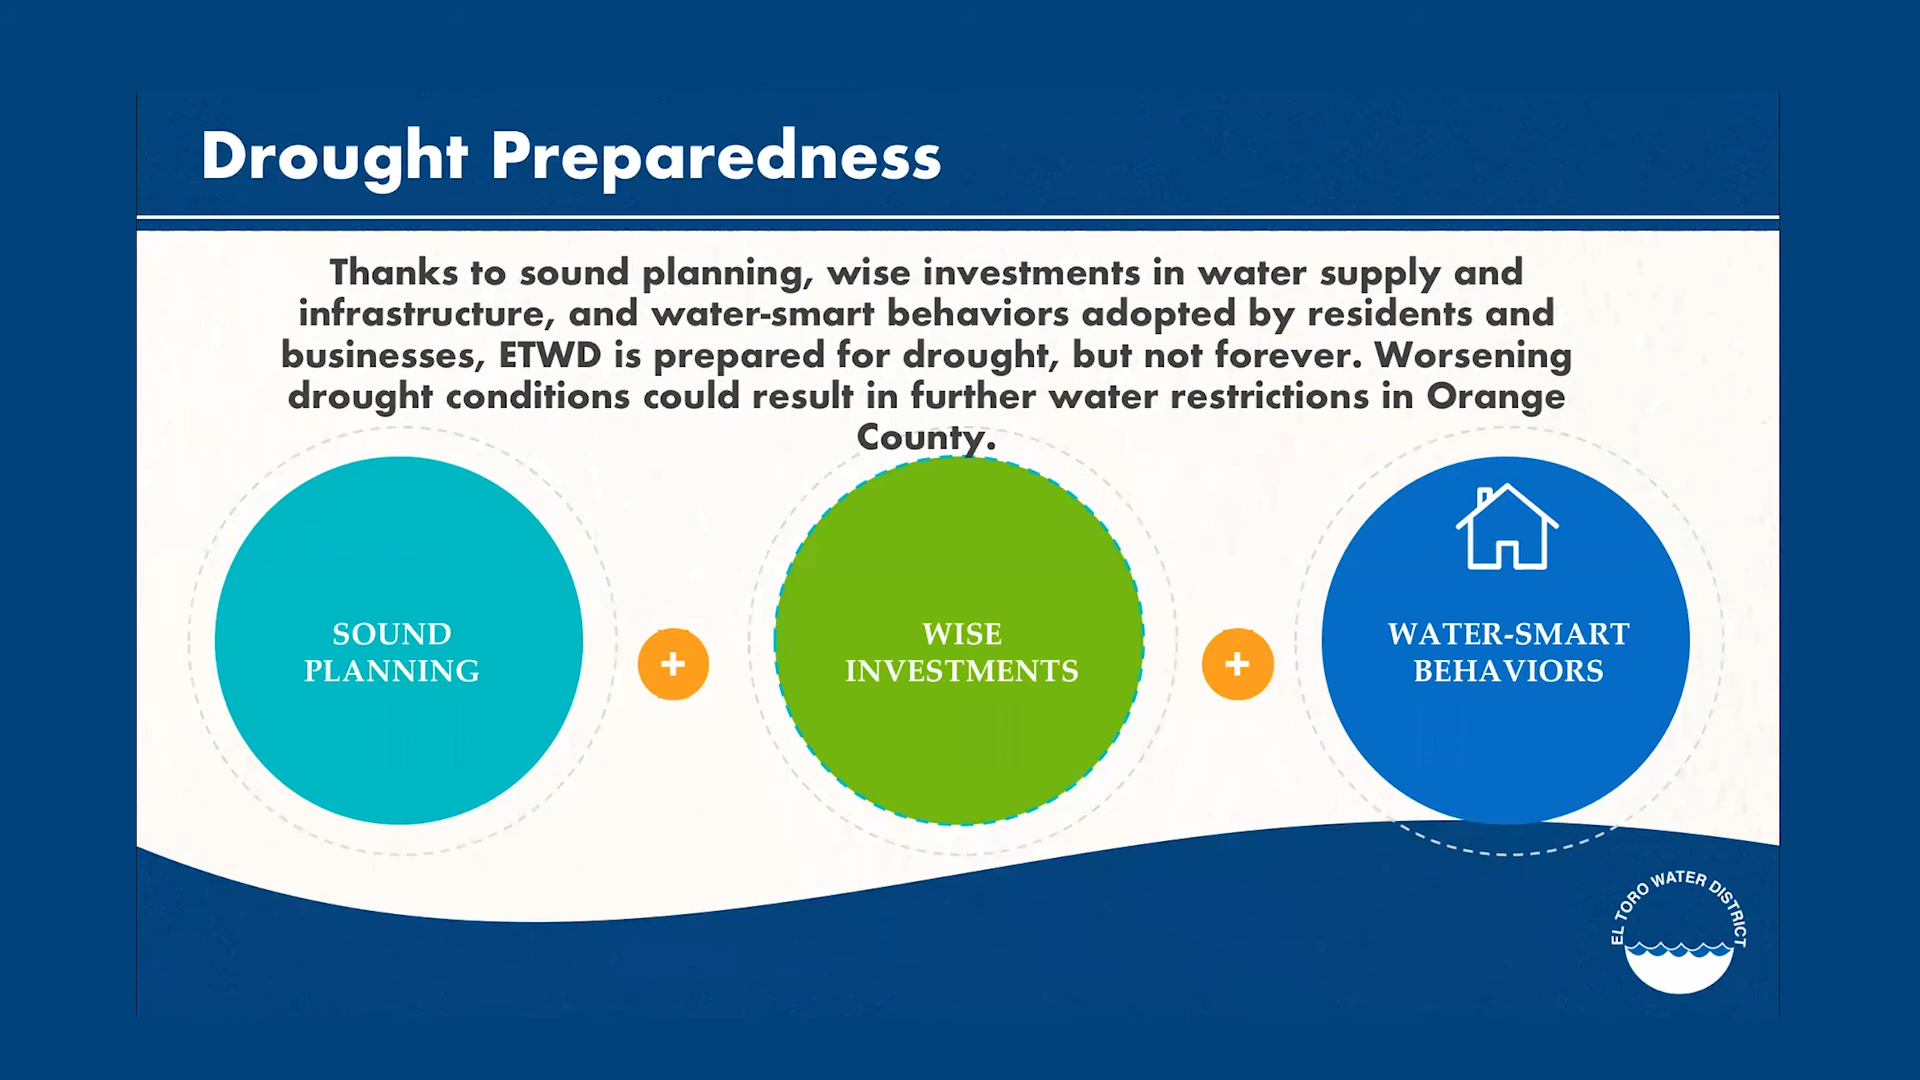 Drought Preparedness
Thanks to sound planning, wise investments in water supply and
infrastructure, and water-smart behaviors adopted by residents and
businesses, ETWD is prepared for drought, but not forever. Worsening
drought conditions could result in further water restrictions in Orange
County.
SOUND
PLANNING
+
WISE
INVESTMENTS
+
WATER-SMART
BEHAVIORS
EL TORO WATER DISTRICT